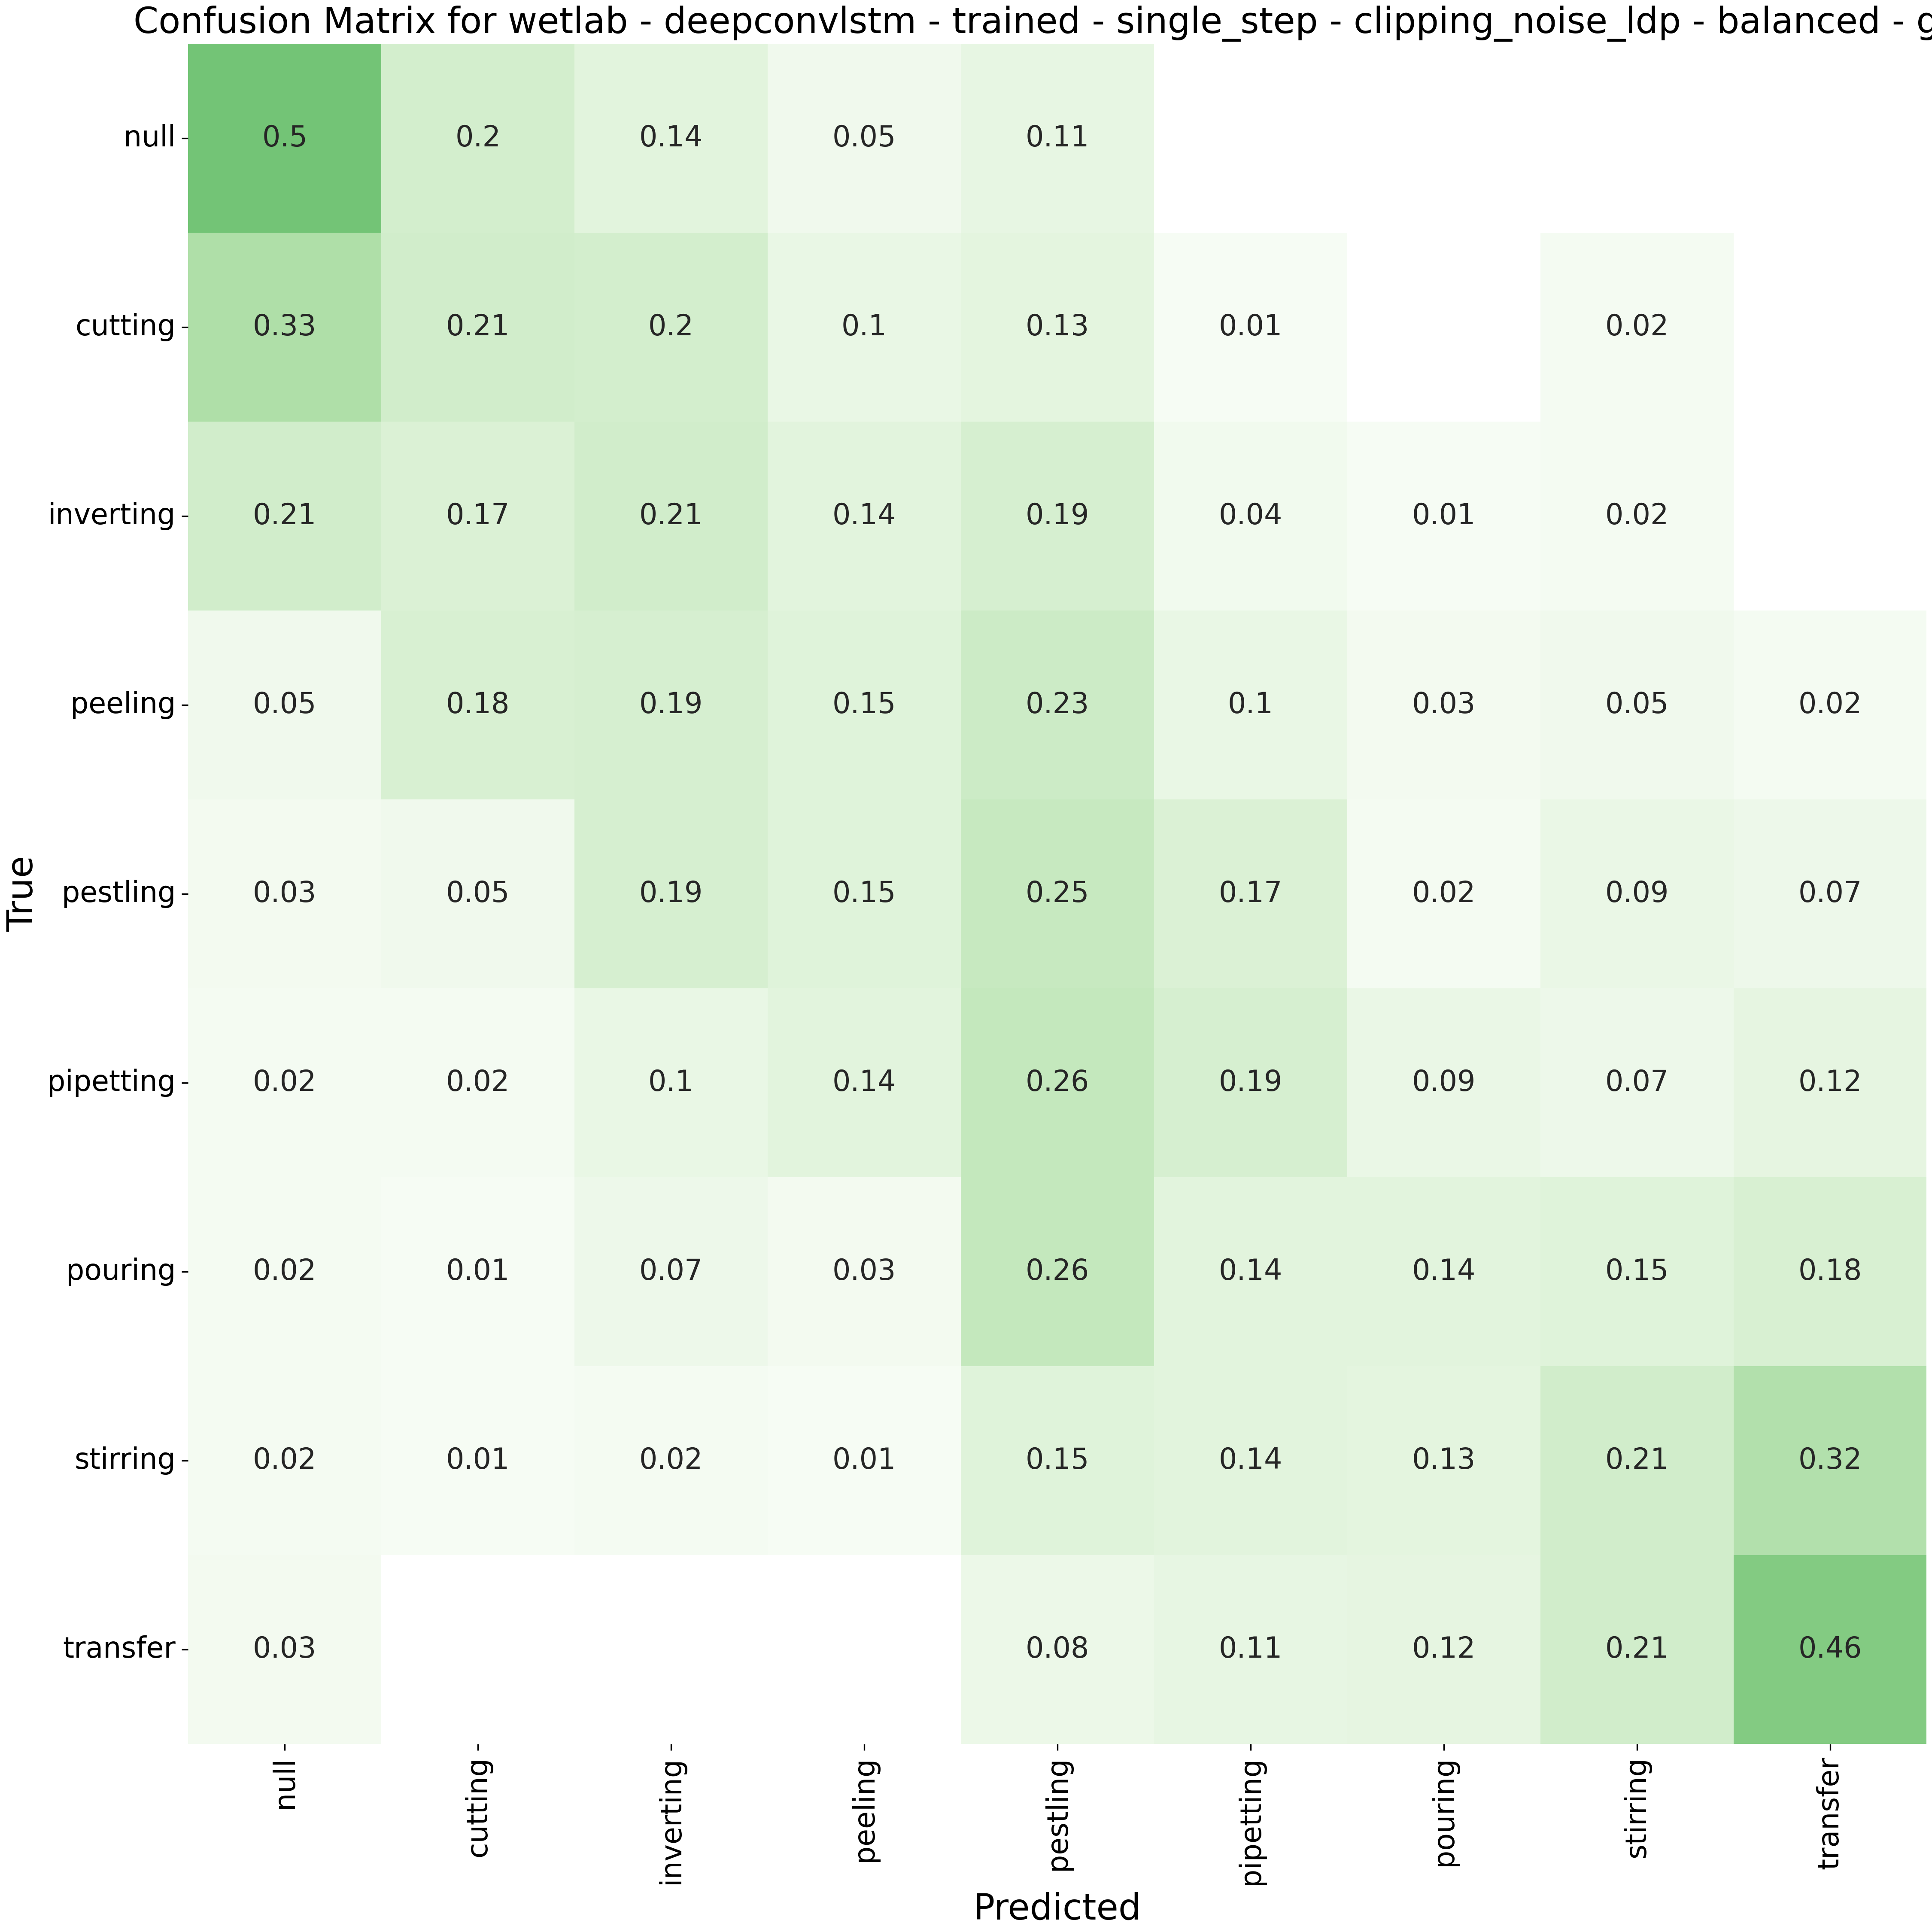 Confusion Matrix for wetlab - deepconvlstm - trained - single_step - clipping_noise_ldp - balanced - g
null 0.5 0.2 0.14 0.05 0.11
cutting 0.33 0.21 0.2 0.1 0.13 0.01 0.02
inverting 0.21 0.17 0.21 0.14 0.19 0.04 0.01 0.02
peeling 0.05 0.18 0.19 0.15 0.23 0.1 0.03 0.05 0.02
pestling 0.03 0.05 0.19 0.15 0.25 0.17 0.02 0.09 0.07
pipetting 0.02 0.02 0.1 0.14 0.26 0.19 0.09 0.07 0.12
pouring 0.02 0.01 0.07 0.03 0.26 0.14 0.14 0.15 0.18
stirring 0.02 0.01 0.02 0.01 0.15 0.14 0.13 0.21 0.32
transfer 0.03 0.08 0.11 0.12 0.21 0.46
True
null cutting inverting peeling pestling pipetting pouring stirring transfer
Predicted